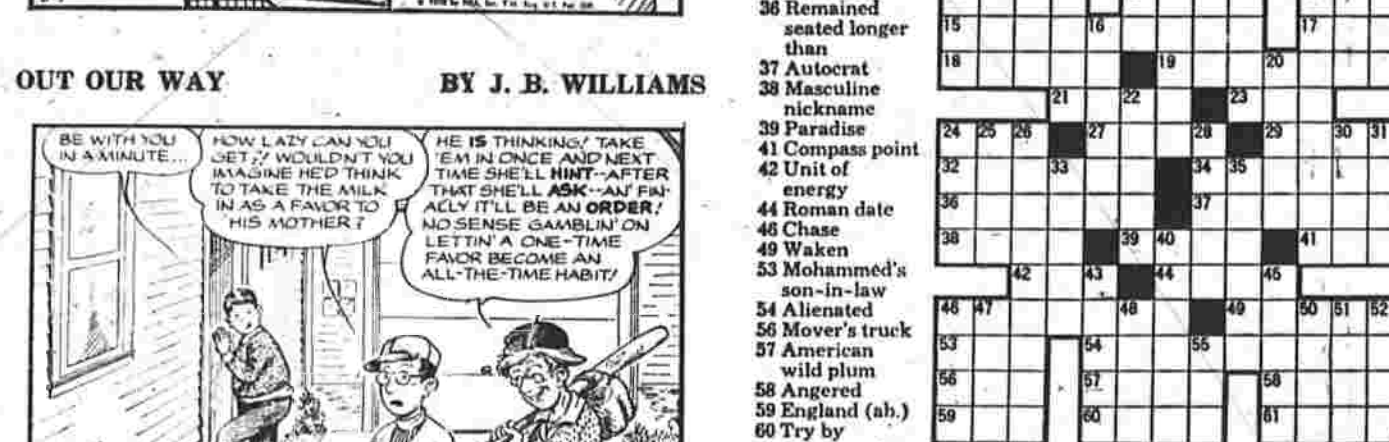 OUT OUR WAY
BY J. B. WILLIAMS
BE WITH YOU
IN A MINUTE...
HOW LAZY CAN YOU
GET?! WOULDN'T YOU
IMAGINE HE'D THINK
TO TAKE THE MILK
IN AS A FAVOR TO
HIS MOTHER?
HE IS THINKING! TAKE
'EM IN ONCE AND NEXT
TIME SHE'LL HINT--AFTER
THAT SHE'LL ASK--AN' FIN-
ALLY IT'LL BE AN ORDER!
NO SENSE GAMBLIN' ON
LETTIN' A ONE-TIME
FAVOR BECOME AN
ALL-THE-TIME HABIT!
36 Remained
seated longer
than
37 Autocrat
38 Masculine
nickname
39 Paradise
41 Compass point
42 Unit of
energy
44 Roman date
46 Chase
49 Waken
53 Mohammed's
son-in-law
54 Alienated
56 Mover's truck
57 American
wild plum
58 Angered
59 England (ab.)
60 Try by
15 16 17
18 19 20
21 22 23
24 25 26 27 28 29 30 31
32 33 34 35
36 37
38 39 40 41
42 43 44 45
46 47 48 49 50 51 52
53 54 55
56 57 58
59 60 61